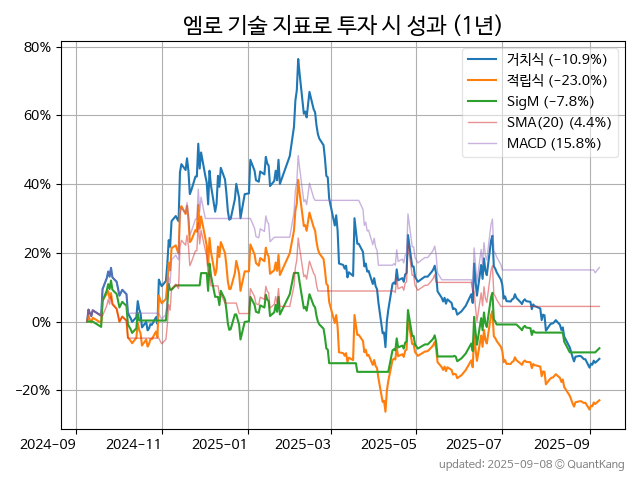 엠로 기술 지표로 투자 시 성과 (1년)
80%
60%
40%
20%
0%
−20%
거치식 (−10.9%)
적립식 (−23.0%)
SigM (−7.8%)
SMA(20) (4.4%)
MACD (15.8%)
2024-09
2024-11
2025-01
2025-03
2025-05
2025-07
2025-09
updated: 2025-09-08 © QuantKang